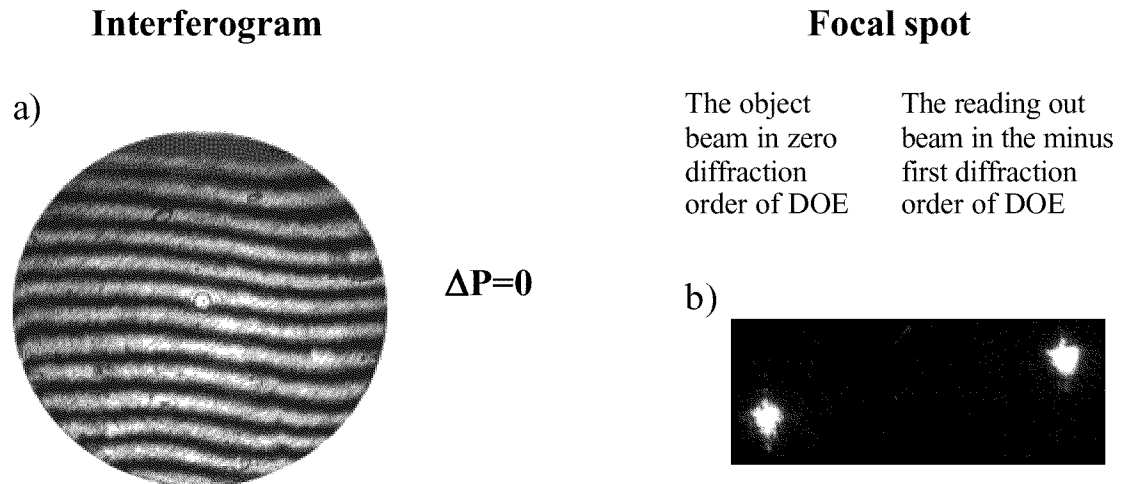 Interferogram
Focal spot
a)
The object
beam in zero
diffraction
order of DOE
The reading out
beam in the minus
first diffraction
order of DOE
ΔP=0
b)